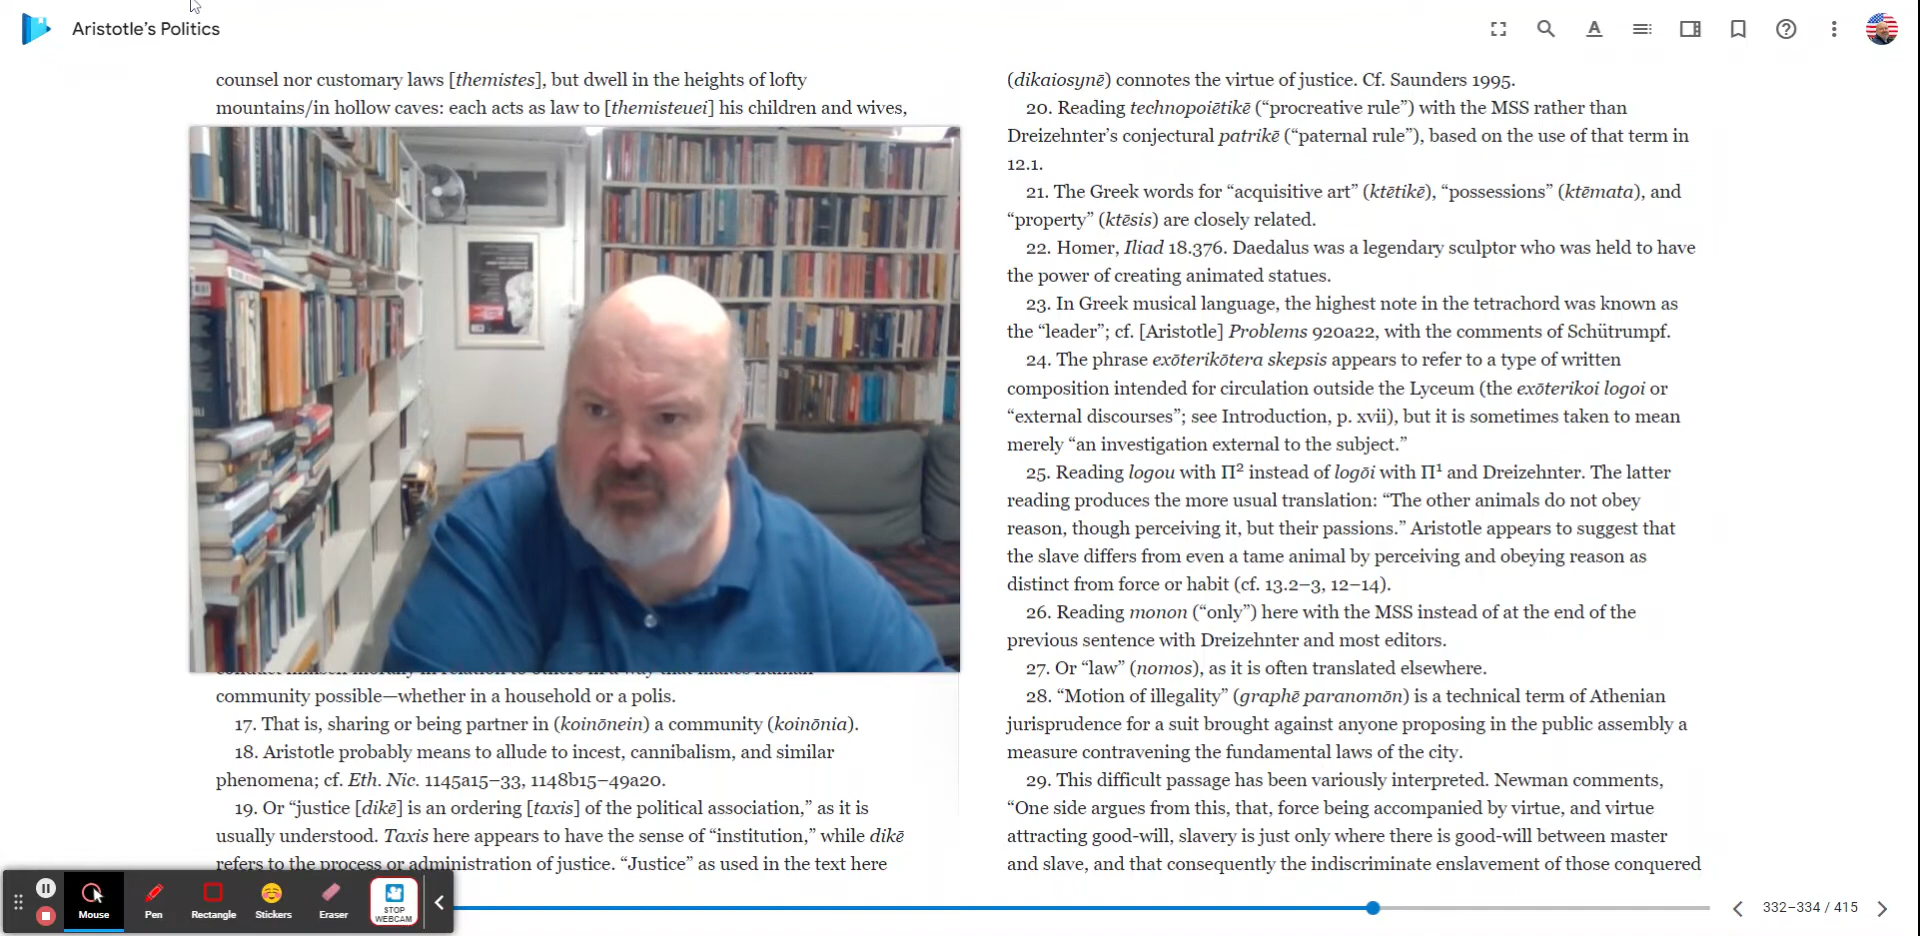 Aristotle's Politics
counsel nor customary laws [themistes], but dwell in the heights of lofty
mountains/in hollow caves: each acts as law to [themisteuei] his children and wives,
community possible—whether in a household or a polis.
17. That is, sharing or being partner in (koinōnein) a community (koinōnia).
18. Aristotle probably means to allude to incest, cannibalism, and similar
phenomena; cf. Eth. Nic. 1145a15–33, 1148b15–49a20.
19. Or “justice [dikē] is an ordering [taxis] of the political association,” as it is
usually understood. Taxis here appears to have the sense of “institution,” while dikē
refers to the process or administration of justice. “Justice” as used in the text here
(dikaiosynē) connotes the virtue of justice. Cf. Saunders 1995.
20. Reading technopoiētikē (“procreative rule”) with the MSS rather than
Dreizehnter’s conjectural patrikē (“paternal rule”), based on the use of that term in
12.1.
21. The Greek words for “acquisitive art” (ktētikē), “possessions” (ktēmata), and
“property” (ktēsis) are closely related.
22. Homer, Iliad 18.376. Daedalus was a legendary sculptor who was held to have
the power of creating animated statues.
23. In Greek musical language, the highest note in the tetrachord was known as
the “leader”; cf. [Aristotle] Problems 920a22, with the comments of Schütrumpf.
24. The phrase exōterikōtera skepsis appears to refer to a type of written
composition intended for circulation outside the Lyceum (the exōterikoi logoi or
“external discourses”; see Introduction, p. xvii), but it is sometimes taken to mean
merely “an investigation external to the subject.”
25. Reading logou with Π² instead of logōi with Π¹ and Dreizehnter. The latter
reading produces the more usual translation: “The other animals do not obey
reason, though perceiving it, but their passions.” Aristotle appears to suggest that
the slave differs from even a tame animal by perceiving and obeying reason as
distinct from force or habit (cf. 13.2–3, 12–14).
26. Reading monon (“only”) here with the MSS instead of at the end of the
previous sentence with Dreizehnter and most editors.
27. Or “law” (nomos), as it is often translated elsewhere.
28. “Motion of illegality” (graphē paranomōn) is a technical term of Athenian
jurisprudence for a suit brought against anyone proposing in the public assembly a
measure contravening the fundamental laws of the city.
29. This difficult passage has been variously interpreted. Newman comments,
“One side argues from this, that, force being accompanied by virtue, and virtue
attracting good-will, slavery is just only where there is good-will between master
and slave, and that consequently the indiscriminate enslavement of those conquered
Mouse
Pen
Rectangle
Stickers
Eraser
STOP
WEBCAM
332–334 / 415